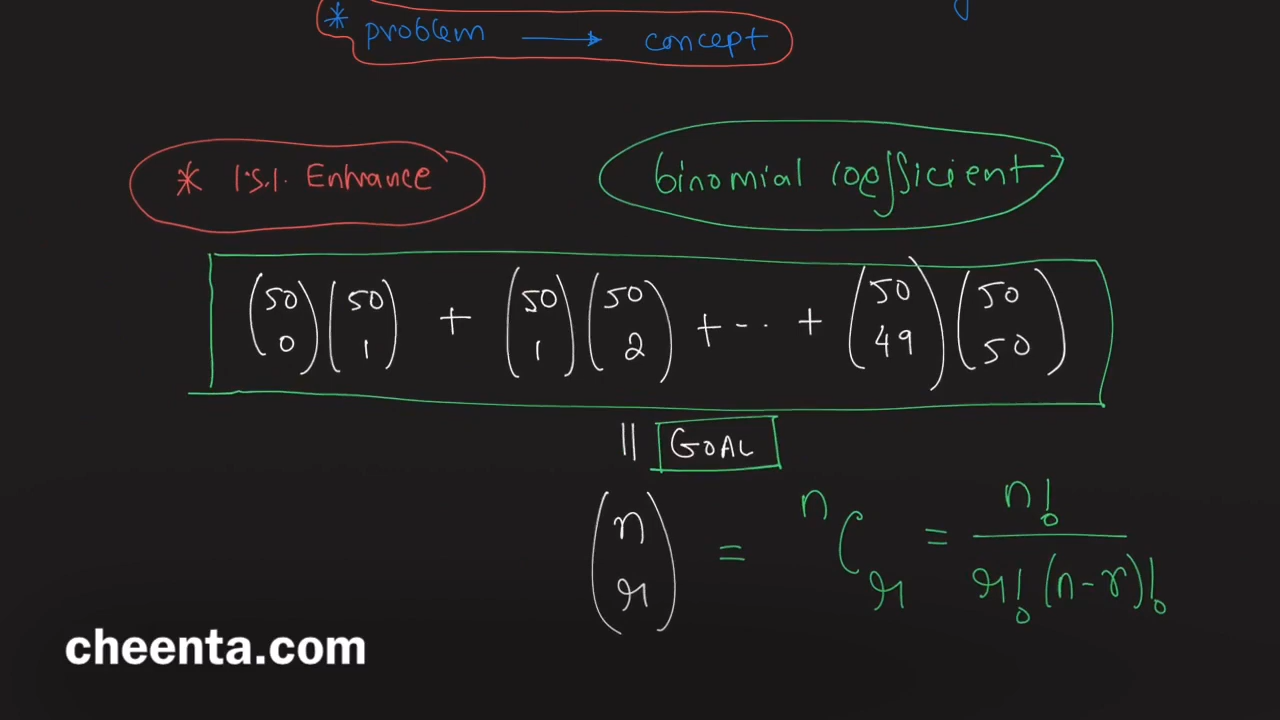 * problem → concept
* I.S.I. Enhrance
binomial coefficient
(50 0)(50 1) + (50 1)(50 2) + ... + (50 49)(50 50)
|| GOAL
(n r) = nCr = n! / r!(n-r)!
cheenta.com